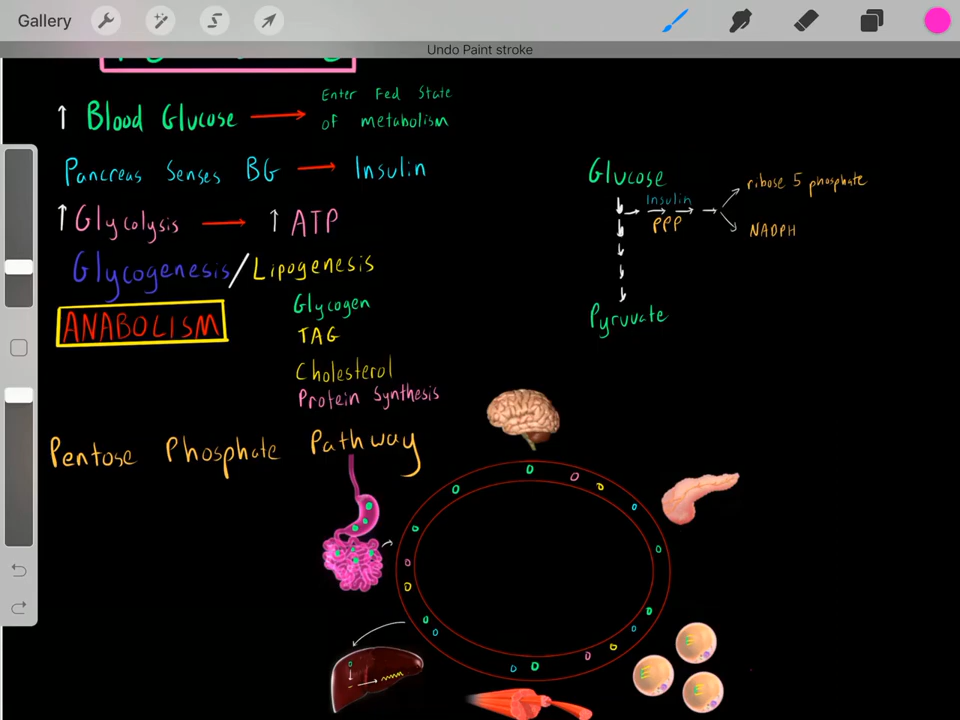 Gallery
Undo Paint stroke
↑ Blood Glucose → Enter Fed State
of metabolism
Pancreas Senses BG → Insulin
↑ Glycolysis → ↑ ATP
Glycogenesis / Lipogenesis
Glycogen
ANABOLISM
TAG
Cholesterol
Protein Synthesis
Pentose Phosphate Pathway
Glucose
Insulin
PPP
ribose 5 phosphate
NADPH
Pyruvate